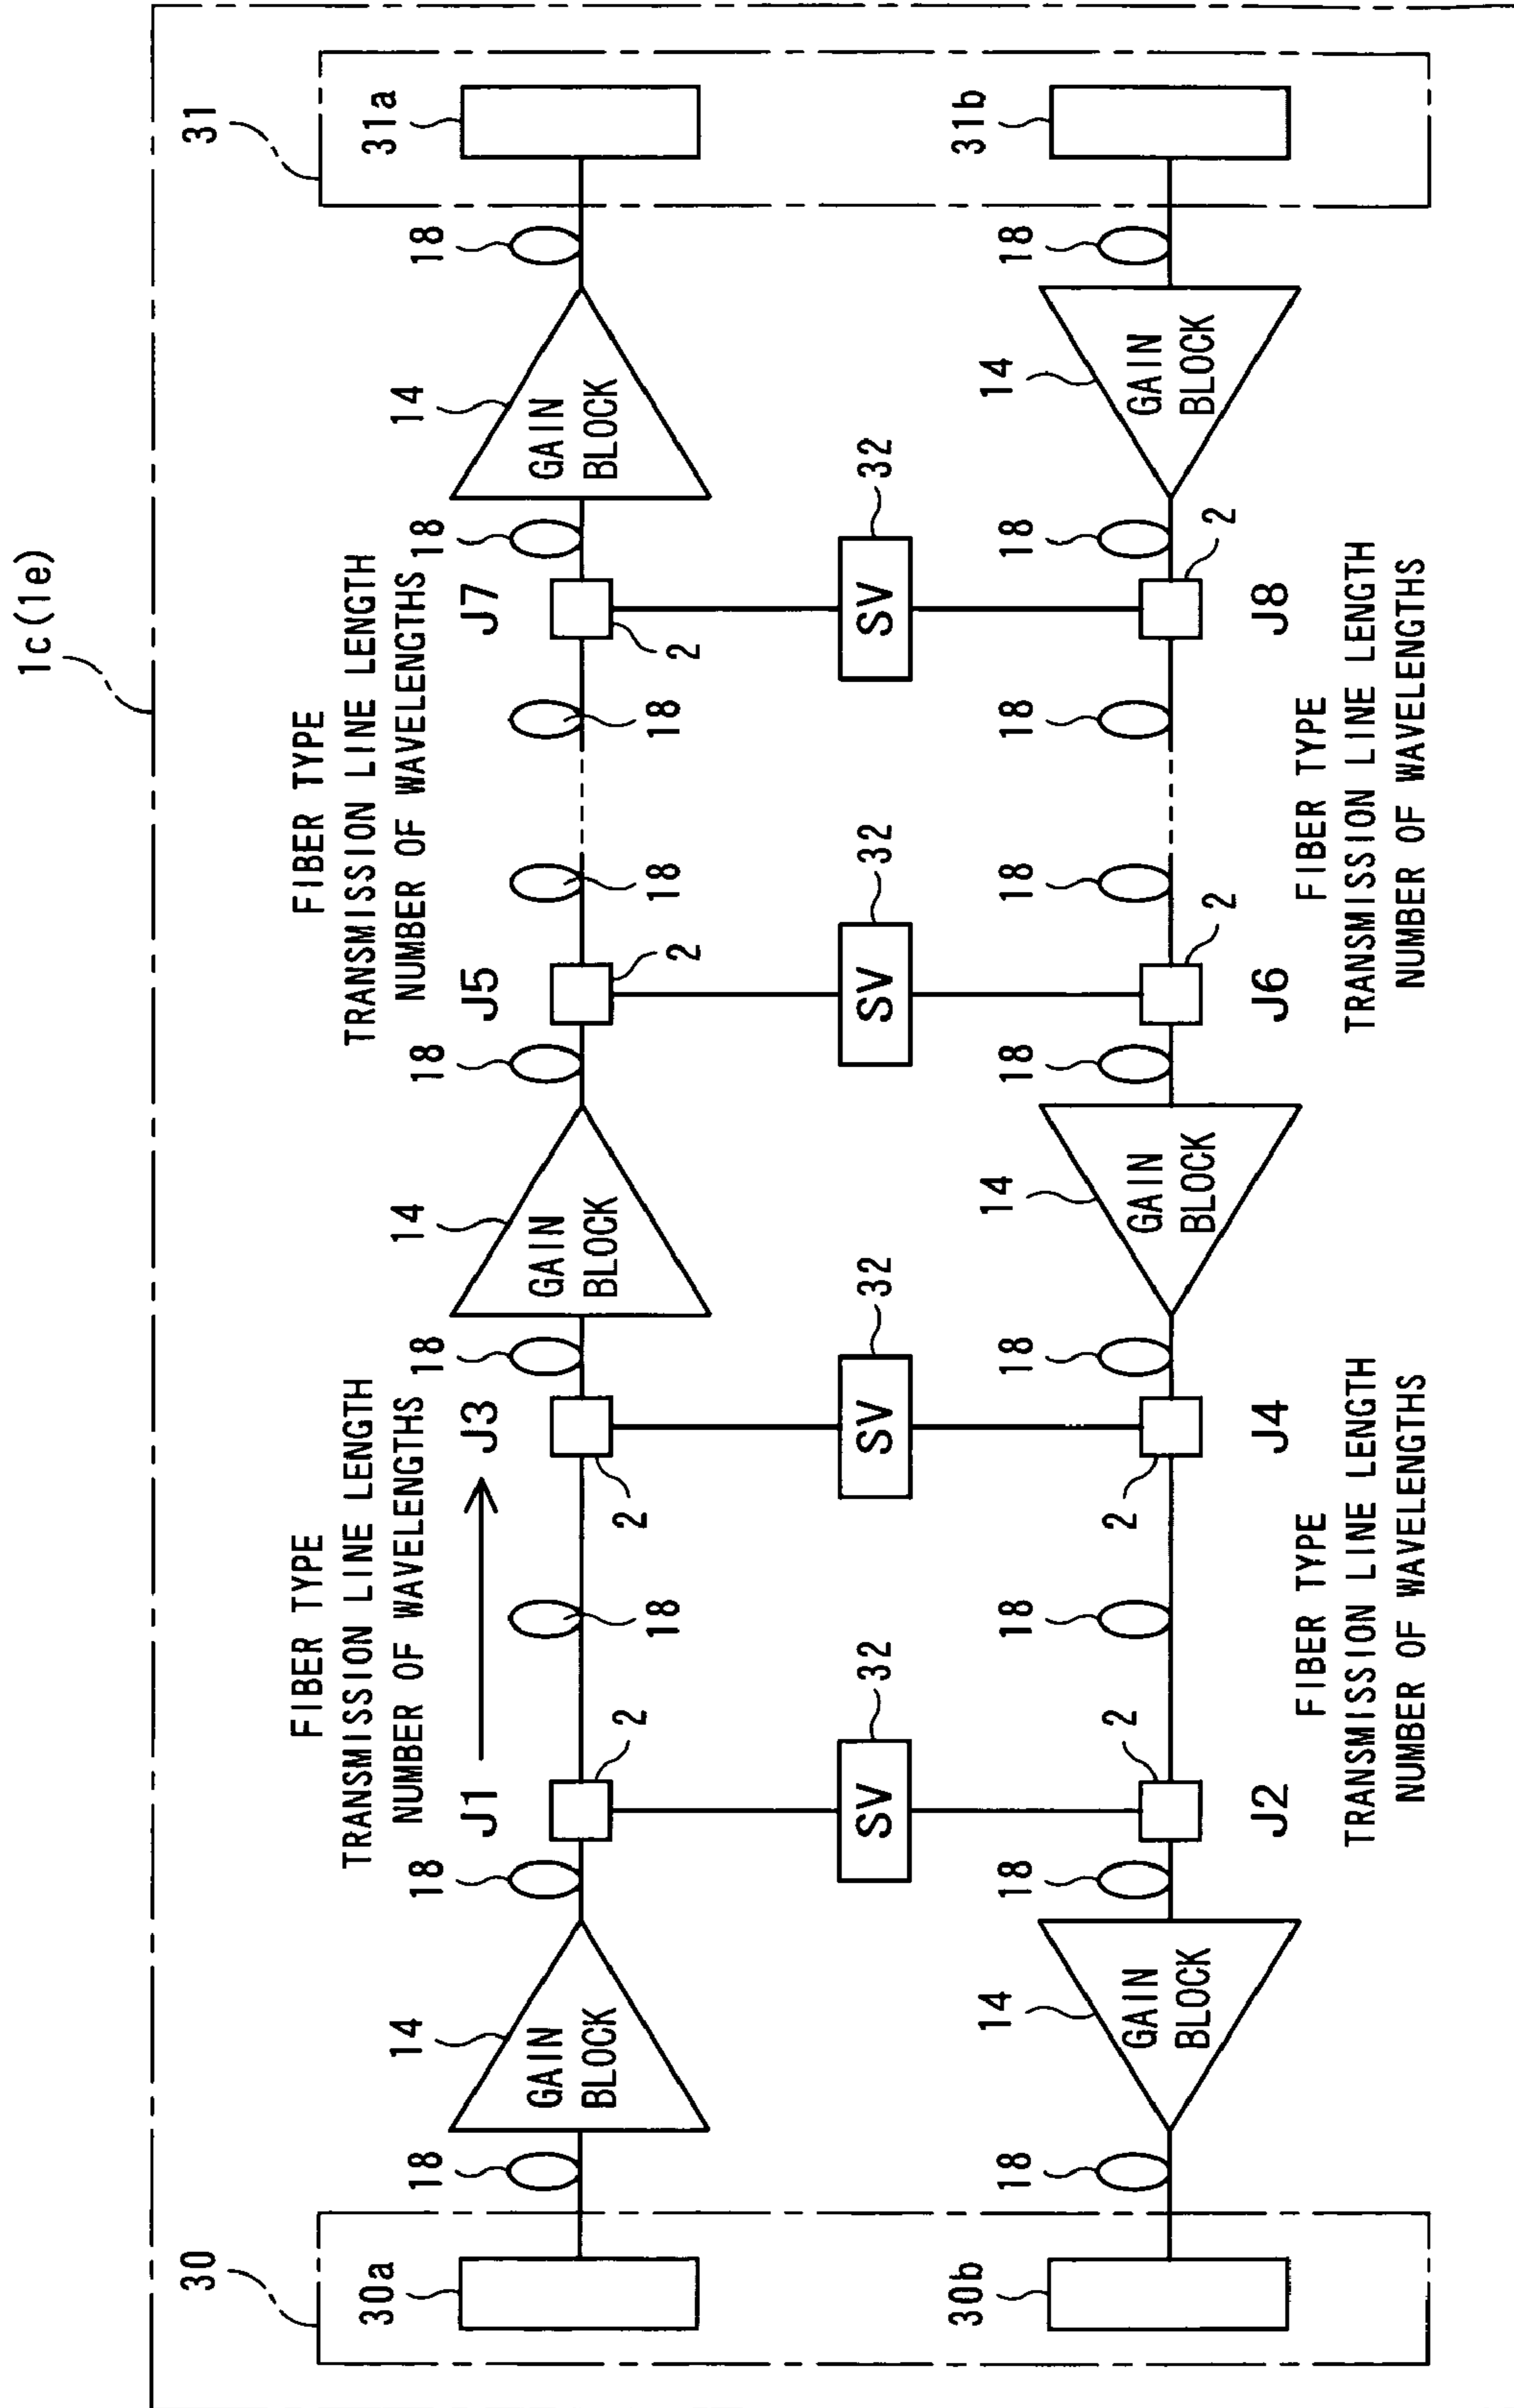 1c(1e)
30
31
30a
31a
FIBER TYPE
TRANSMISSION LINE LENGTH
NUMBER OF WAVELENGTHS
FIBER TYPE
TRANSMISSION LINE LENGTH
NUMBER OF WAVELENGTHS
18
14
18
J1
J3
18
14
18
J5
J7
18
14
18
GAIN
BLOCK
GAIN
BLOCK
GAIN
BLOCK
2
18
2
2
18
18
2
32
32
32
32
SV
SV
SV
SV
30b
31b
18
14
18
2
18
2
18
14
18
18
18
18
14
18
2
2
GAIN
BLOCK
GAIN
BLOCK
GAIN
BLOCK
J2
J4
J6
J8
FIBER TYPE
TRANSMISSION LINE LENGTH
NUMBER OF WAVELENGTHS
FIBER TYPE
TRANSMISSION LINE LENGTH
NUMBER OF WAVELENGTHS